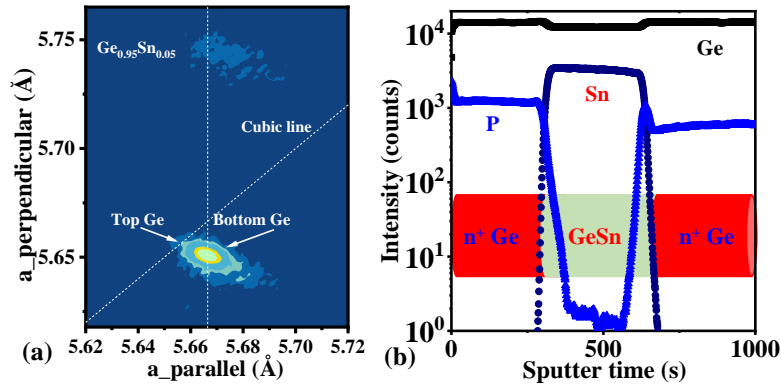 5.75
5.70
5.65
a_perpendicular (Å)
Ge0.95Sn0.05
Cubic line
Top Ge
Bottom Ge
5.62 5.64 5.66 5.68 5.70 5.72
a_parallel (Å)
(a)
10^4
10^3
10^2
10^1
10^0
Intensity (counts)
Ge
Sn
P
n+ Ge
GeSn
n+ Ge
0 500 1000
Sputter time (s)
(b)